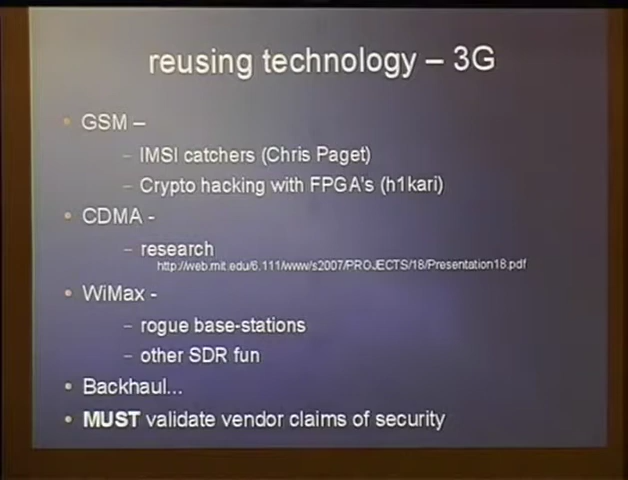 reusing technology – 3G
• GSM –
– IMSI catchers (Chris Paget)
– Crypto hacking with FPGA's (h1kari)
• CDMA -
– research
http://web.mit.edu/6.111/www/s2007/PROJECTS/18/Presentation18.pdf
• WiMax -
– rogue base-stations
– other SDR fun
• Backhaul...
• MUST validate vendor claims of security